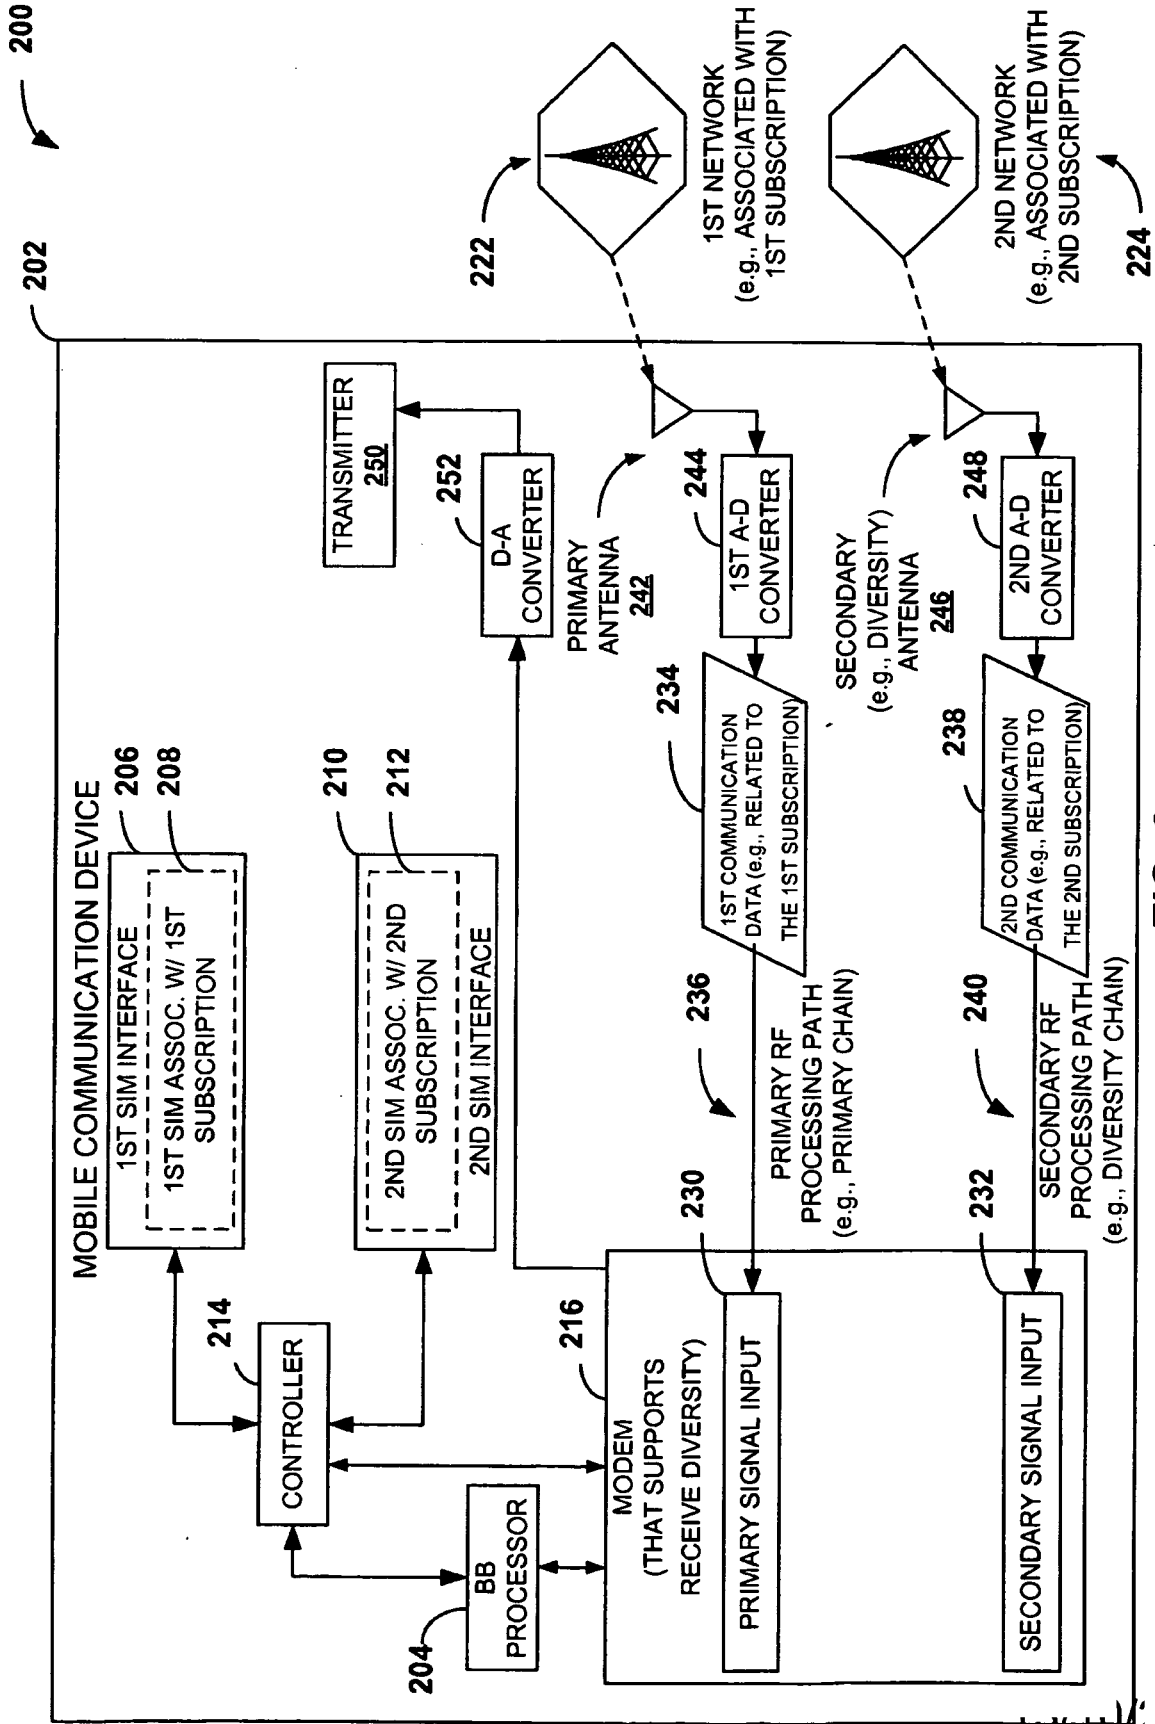 200
202
MOBILE COMMUNICATION DEVICE
206
208
1ST SIM INTERFACE
1ST SIM ASSOC. W/ 1ST
SUBSCRIPTION
210
212
2ND SIM ASSOC. W/ 2ND
SUBSCRIPTION
2ND SIM INTERFACE
214
CONTROLLER
204
BB
PROCESSOR
216
MODEM
(THAT SUPPORTS
RECEIVE DIVERSITY)
230
PRIMARY SIGNAL INPUT
232
SECONDARY SIGNAL INPUT
TRANSMITTER
250
252
D-A
CONVERTER
PRIMARY
ANTENNA
242
244
1ST A-D
CONVERTER
234
1ST COMMUNICATION
DATA (e.g., RELATED TO
THE 1ST SUBSCRIPTION)
236
PRIMARY RF
PROCESSING PATH
(e.g., PRIMARY CHAIN)
SECONDARY
(e.g., DIVERSITY)
ANTENNA
246
248
2ND A-D
CONVERTER
238
2ND COMMUNICATION
DATA (e.g., RELATED TO
THE 2ND SUBSCRIPTION)
240
SECONDARY RF
PROCESSING PATH
(e.g., DIVERSITY CHAIN)
222
1ST NETWORK
(e.g., ASSOCIATED WITH
1ST SUBSCRIPTION)
2ND NETWORK
(e.g., ASSOCIATED WITH
2ND SUBSCRIPTION)
224